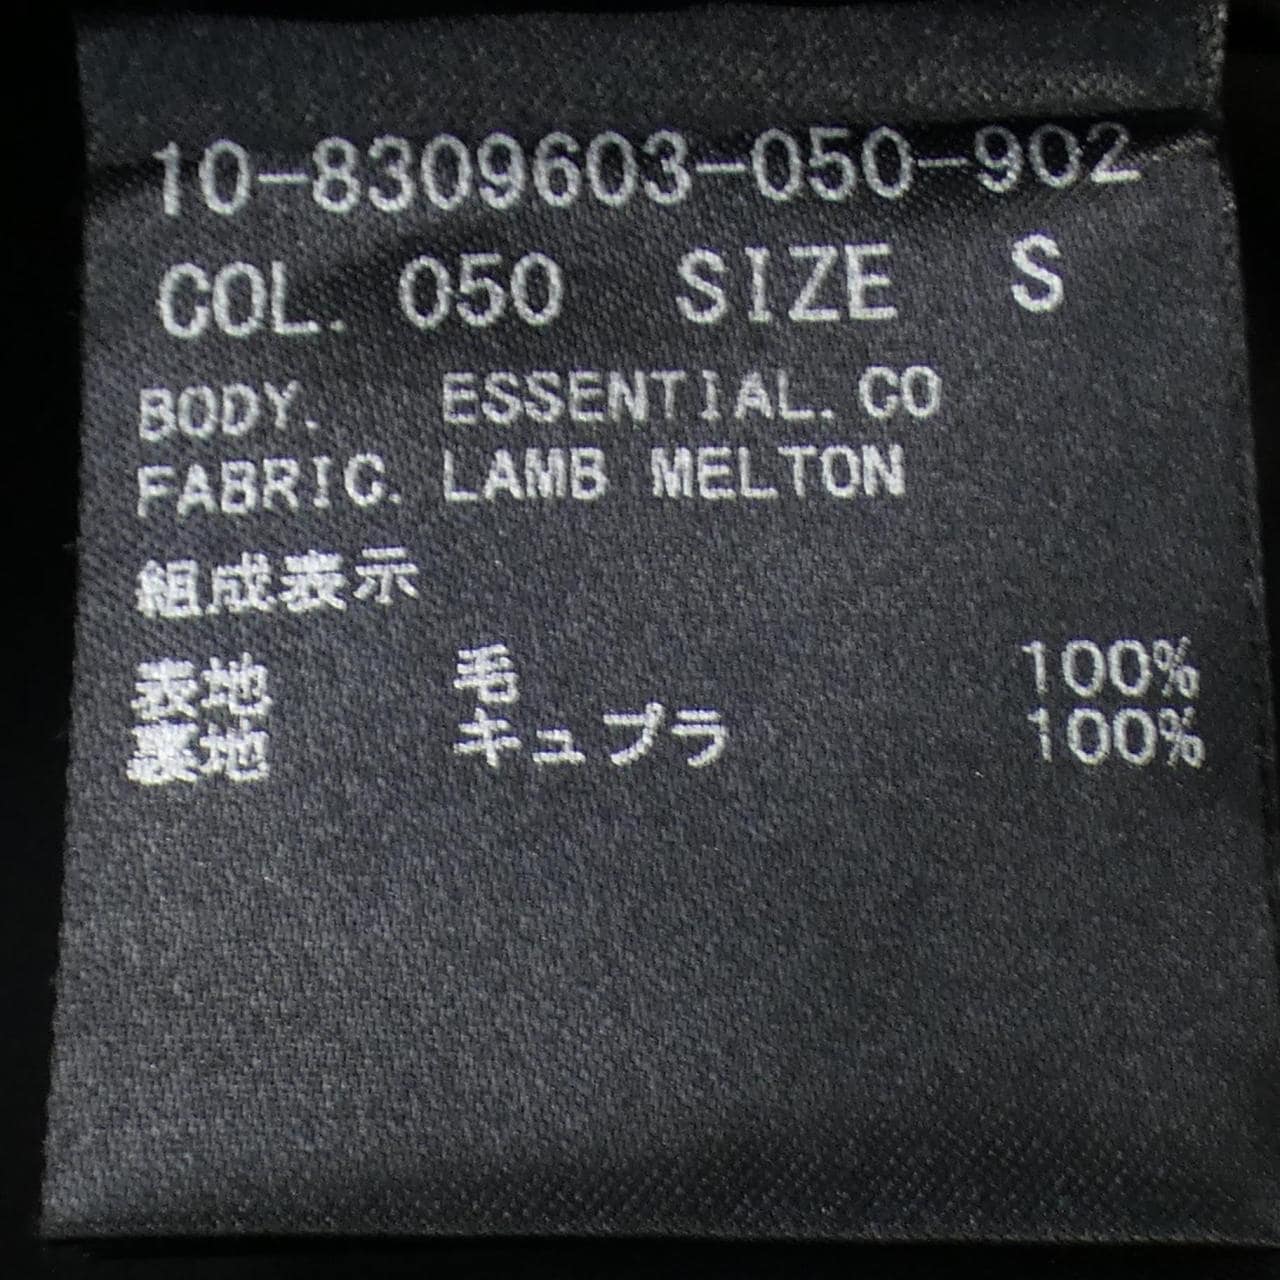 10-8309603-050-902
COL. 050 SIZE S
BODY. ESSENTIAL.CO
FABRIC. LAMB MELTON
組成表示
表地 毛 100%
裏地 キュプラ 100%